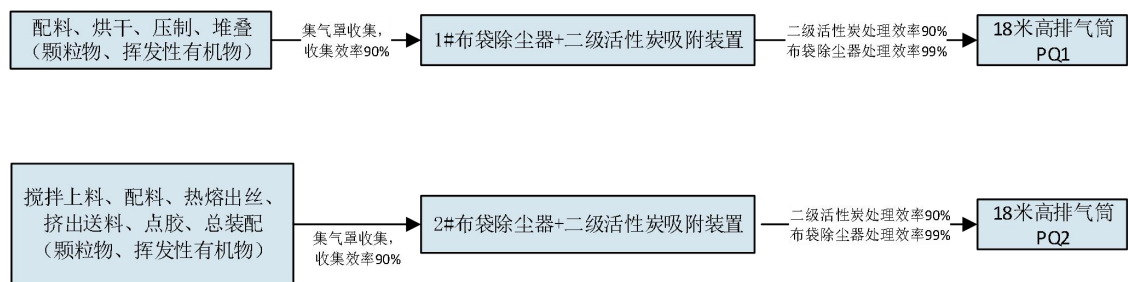 配料、烘干、压制、堆叠
（颗粒物、挥发性有机物）
集气罩收集，
收集效率90%
1#布袋除尘器+二级活性炭吸附装置
二级活性炭处理效率90%
布袋除尘器处理效率99%
18米高排气筒
PQ1
搅拌上料、配料、热熔出丝、
挤出送料、点胶、总装配
（颗粒物、挥发性有机物）
集气罩收集，
收集效率90%
2#布袋除尘器+二级活性炭吸附装置
二级活性炭处理效率90%
布袋除尘器处理效率99%
18米高排气筒
PQ2